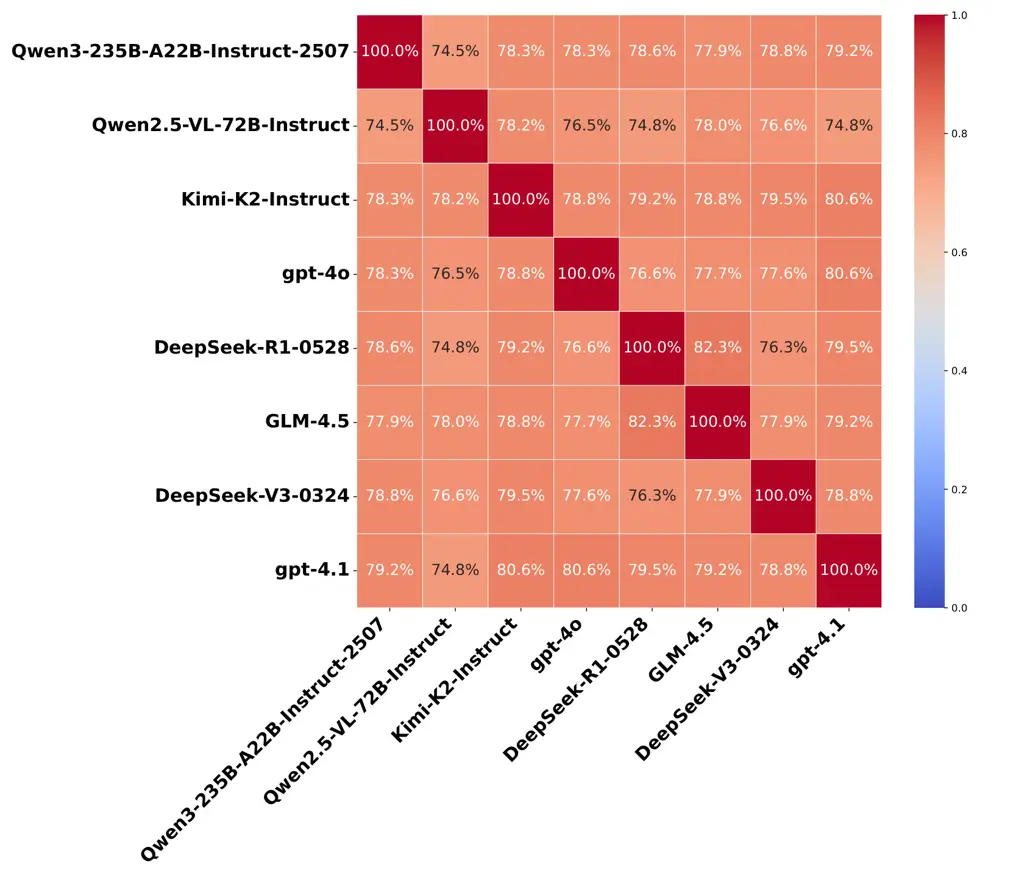 Qwen3-235B-A22B-Instruct-2507 100.0% 74.5% 78.3% 78.3% 78.6% 77.9% 78.8% 79.2%
Qwen2.5-VL-72B-Instruct 74.5% 100.0% 78.2% 76.5% 74.8% 78.0% 76.6% 74.8%
Kimi-K2-Instruct 78.3% 78.2% 100.0% 78.8% 79.2% 78.8% 79.5% 80.6%
gpt-4o 78.3% 76.5% 78.8% 100.0% 76.6% 77.7% 77.6% 80.6%
DeepSeek-R1-0528 78.6% 74.8% 79.2% 76.6% 100.0% 82.3% 76.3% 79.5%
GLM-4.5 77.9% 78.0% 78.8% 77.7% 82.3% 100.0% 77.9% 79.2%
DeepSeek-V3-0324 78.8% 76.6% 79.5% 77.6% 76.3% 77.9% 100.0% 78.8%
gpt-4.1 79.2% 74.8% 80.6% 80.6% 79.5% 79.2% 78.8% 100.0%
Qwen3-235B-A22B-Instruct-2507
Qwen2.5-VL-72B-Instruct
Kimi-K2-Instruct
gpt-4o
DeepSeek-R1-0528
GLM-4.5
DeepSeek-V3-0324
gpt-4.1
1.0
0.8
0.6
0.4
0.2
0.0